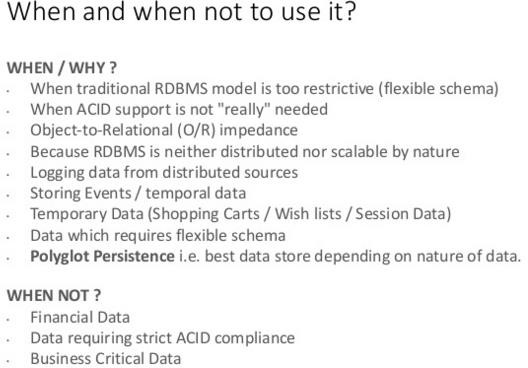 When and when not to use it?
WHEN / WHY ?
· When traditional RDBMS model is too restrictive (flexible schema)
· When ACID support is not "really" needed
· Object-to-Relational (O/R) impedance
· Because RDBMS is neither distributed nor scalable by nature
· Logging data from distributed sources
· Storing Events / temporal data
· Temporary Data (Shopping Carts / Wish lists / Session Data)
· Data which requires flexible schema
· Polyglot Persistence i.e. best data store depending on nature of data.
WHEN NOT ?
· Financial Data
· Data requiring strict ACID compliance
· Business Critical Data